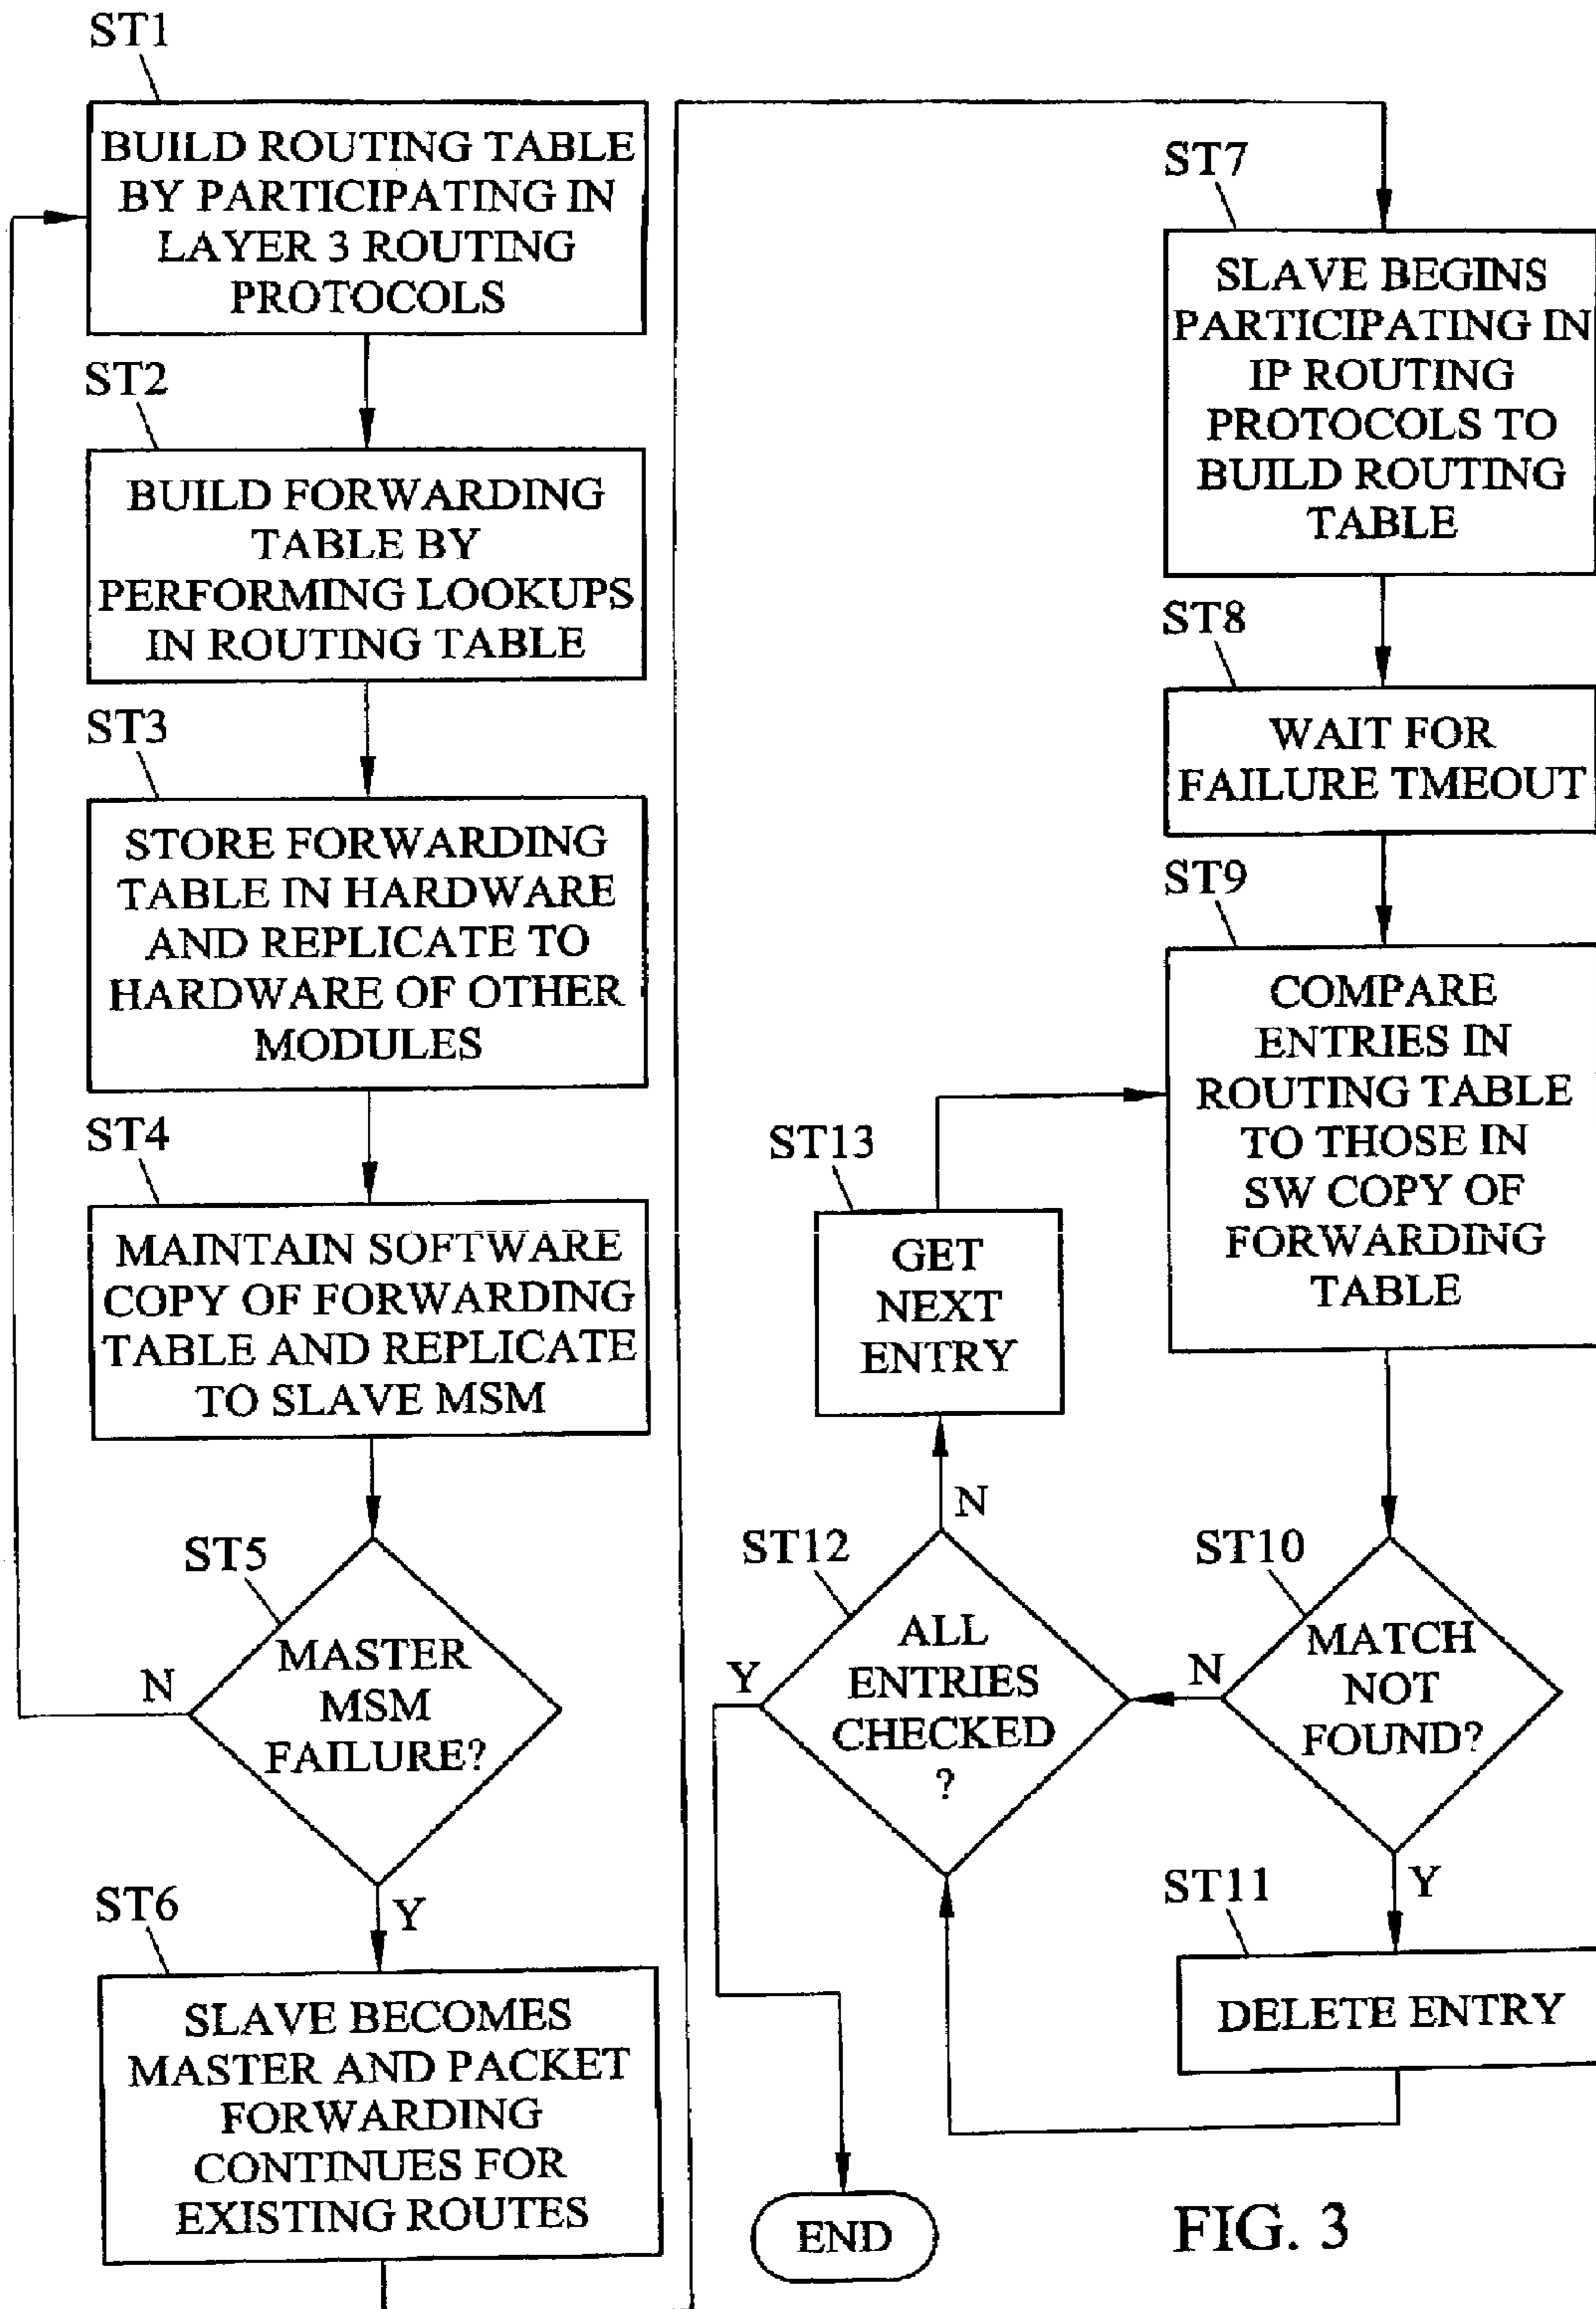 ST1
BUILD ROUTING TABLE
BY PARTICIPATING IN
LAYER 3 ROUTING
PROTOCOLS
ST2
BUILD FORWARDING
TABLE BY
PERFORMING LOOKUPS
IN ROUTING TABLE
ST3
STORE FORWARDING
TABLE IN HARDWARE
AND REPLICATE TO
HARDWARE OF OTHER
MODULES
ST4
MAINTAIN SOFTWARE
COPY OF FORWARDING
TABLE AND REPLICATE
TO SLAVE MSM
ST5
MASTER
MSM
FAILURE?
N
Y
ST6
SLAVE BECOMES
MASTER AND PACKET
FORWARDING
CONTINUES FOR
EXISTING ROUTES
ST7
SLAVE BEGINS
PARTICIPATING IN
IP ROUTING
PROTOCOLS TO
BUILD ROUTING
TABLE
ST8
WAIT FOR
FAILURE TMEOUT
ST9
COMPARE
ENTRIES IN
ROUTING TABLE
TO THOSE IN
SW COPY OF
FORWARDING
TABLE
ST10
MATCH
NOT
FOUND?
N
Y
ST11
DELETE ENTRY
ST12
ALL
ENTRIES
CHECKED
?
N
Y
ST13
GET
NEXT
ENTRY
END
FIG. 3